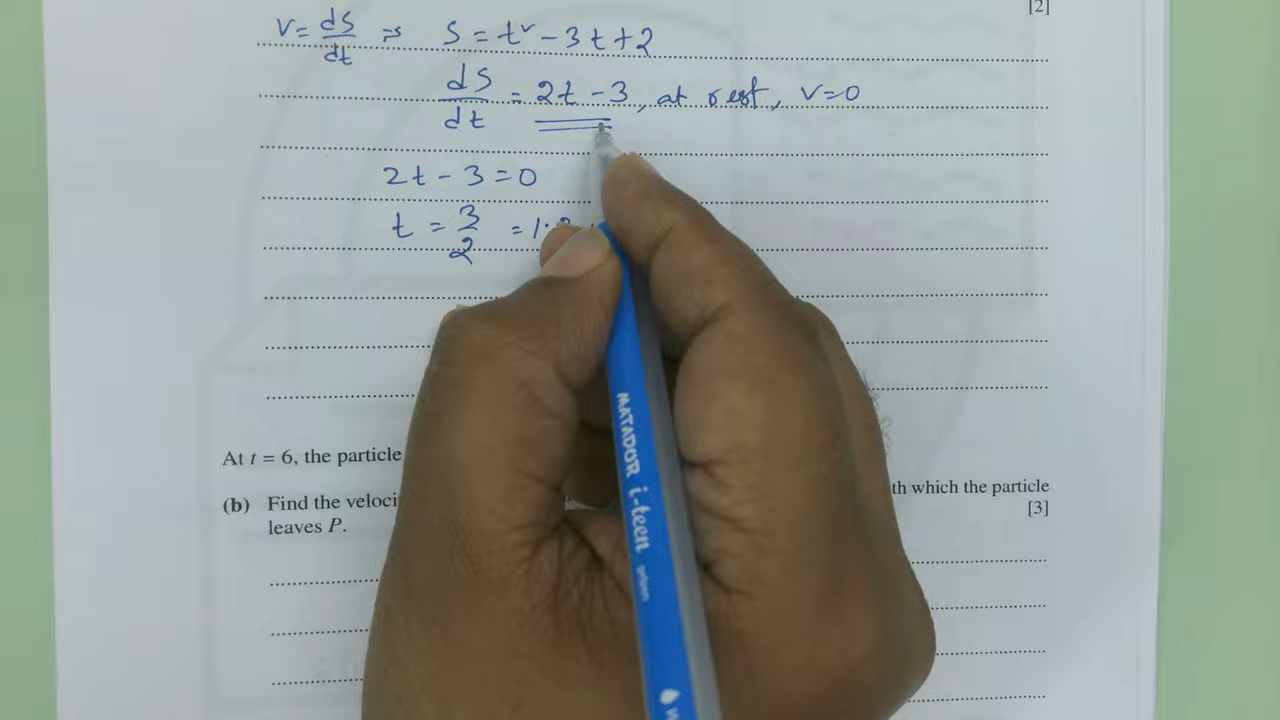 [2]
v = dS/dt ⇒ S = t² - 3t + 2
dS/dt = 2t - 3, at rest, v = 0
2t - 3 = 0
t = 3/2 = 1.
At t = 6, the particle
(b) Find the th which the particle
leaves P. [3]
MATADOR i-teen